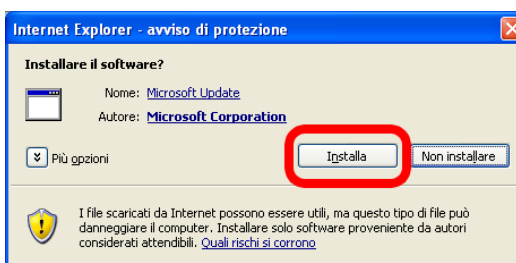 Internet Explorer - avviso di protezione
Installare il software?
Nome: Microsoft Update
Autore: Microsoft Corporation
Più opzioni
Installa
Non installare
I file scaricati da Internet possono essere utili, ma questo tipo di file può
danneggiare il computer. Installare solo software proveniente da autori
considerati attendibili. Quali rischi si corrono